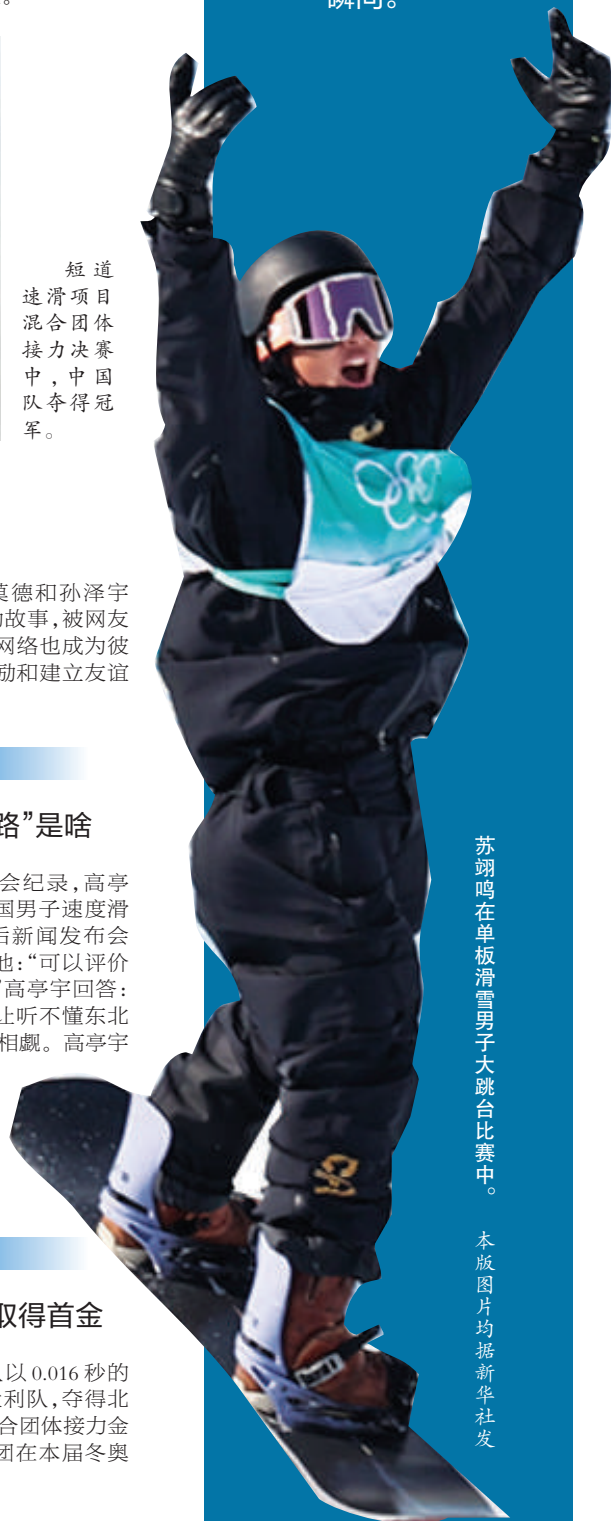 瞬间。
短道
速滑项目
混合团体
接力决赛
中，中国
队夺得冠
军。
莫德和孙泽宇
故事，被网友
网络也成为彼
励和建立友谊
路”是啥
会纪录，高亭
国男子速度滑
后新闻发布会
他：“可以评价
”高亭宇回答：
让听不懂东北
相觑。高亭宇
取得首金
以 0.016 秒的
利队，夺得北
合团体接力金
团在本届冬奥
苏翊鸣在单板滑雪男子大跳台比赛中。
本版图片均据新华社发